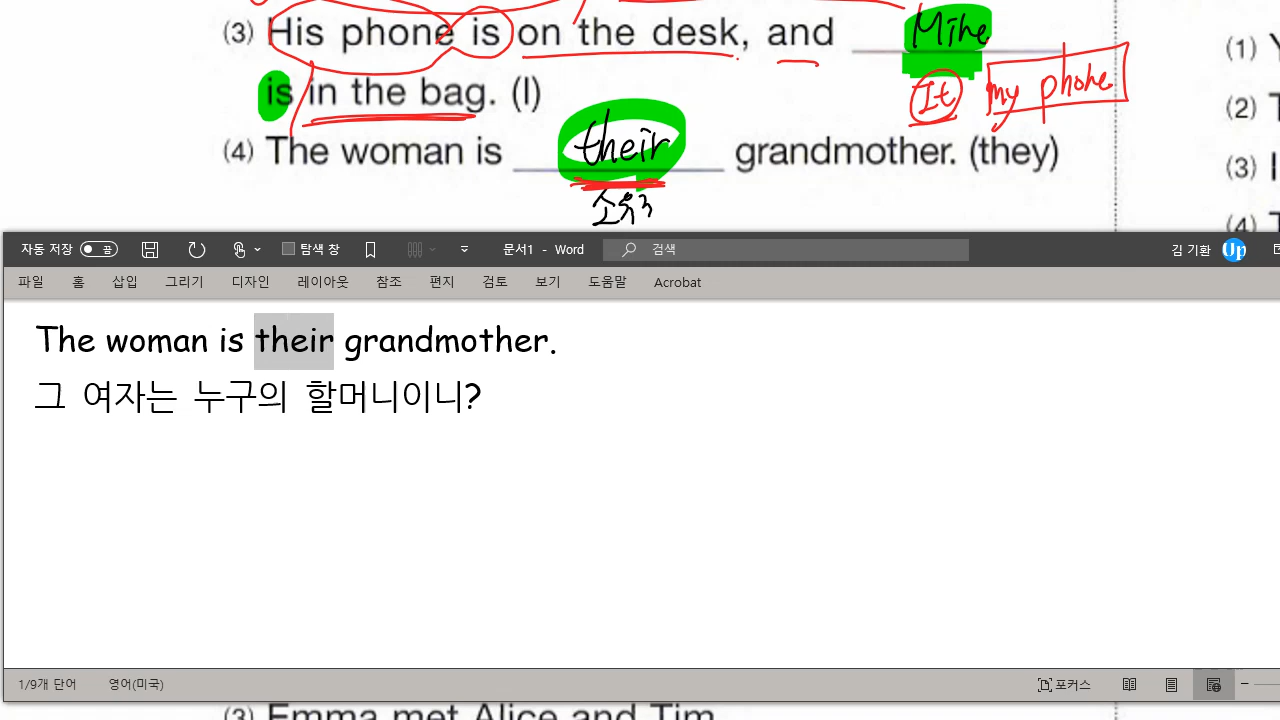 (3) His phone is on the desk, and Mine
It my phone
is in the bag. (I)
(4) The woman is their grandmother. (they)
소유격
(1) Y
(2) T
(3) I
(4) T
자동 저장 끔 탐색 창 문서1 - Word 검색 김 기환 Up
파일 홈 삽입 그리기 디자인 레이아웃 참조 편지 검토 보기 도움말 Acrobat
The woman is their grandmother.
그 여자는 누구의 할머니이니?
1/9개 단어 영어(미국) 포커스
(3) Emma met Alice and Tim